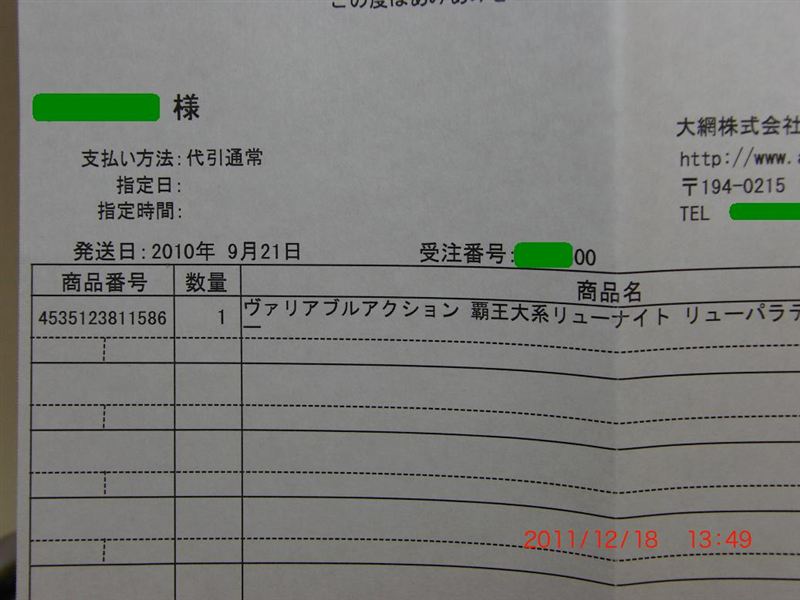 様
大網株式会社
支払い方法:代引通常
http://www.a
指定日:
〒194-0215
指定時間:
TEL
発送日:2010年 9月21日
受注番号: 00
商品番号 数量 商品名
4535123811586 1 ヴァリアブルアクション 覇王大系リューナイト リューパラデ
ー
2011/12/18 13:49